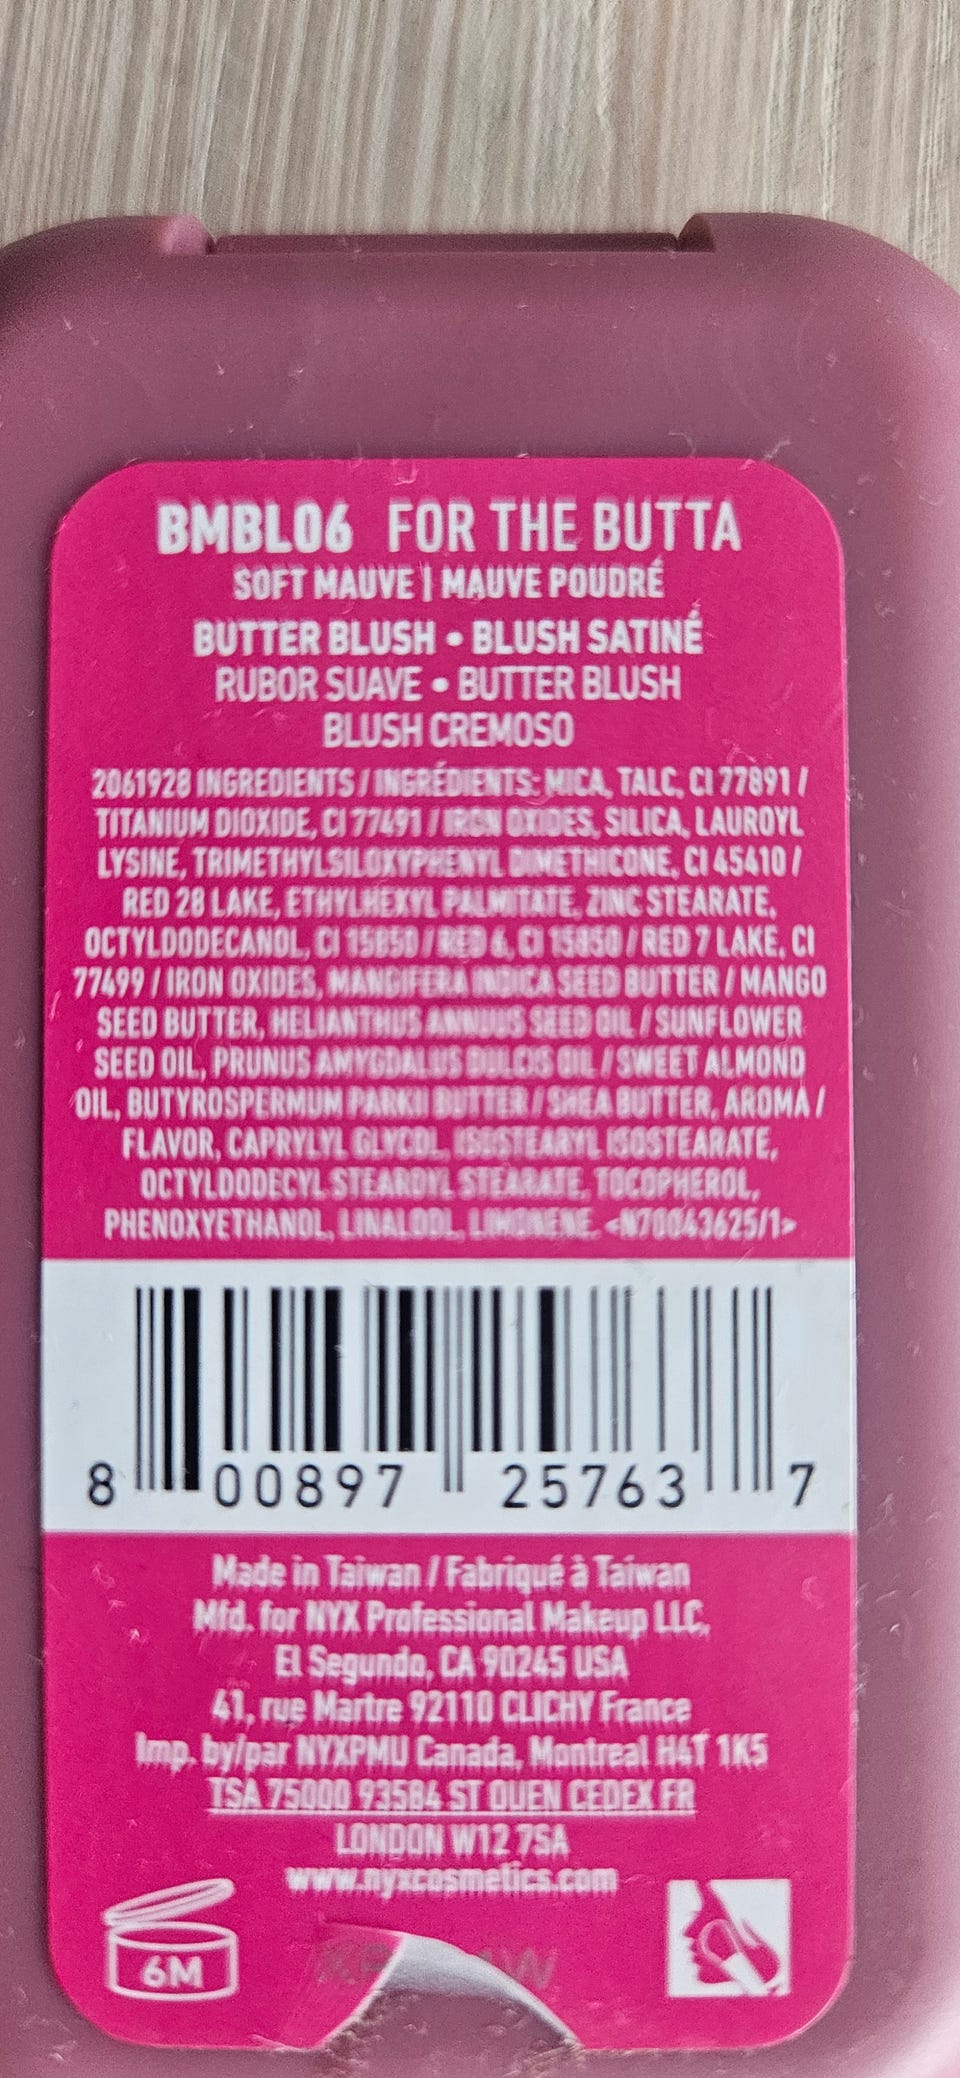 BMBL06 FOR THE BUTTA
SOFT MAUVE | MAUVE POUDRÉ
BUTTER BLUSH • BLUSH SATINÉ
RUBOR SUAVE • BUTTER BLUSH
BLUSH CREMOSO
2061928 INGREDIENTS / INGRÉDIENTS: MICA, TALC, CI 77891 /
TITANIUM DIOXIDE, CI 77491 / IRON OXIDES, SILICA, LAUROYL
LYSINE, TRIMETHYLSILOXYPHENYL DIMETHICONE, CI 45410 /
RED 28 LAKE, ETHYLHEXYL PALMITATE, ZINC STEARATE,
OCTYLDODECANOL, CI 15850 / RED 6, CI 15850 / RED 7 LAKE, CI
77499 / IRON OXIDES, MANGIFERA INDICA SEED BUTTER / MANGO
SEED BUTTER, HELIANTHUS ANNUUS SEED OIL / SUNFLOWER
SEED OIL, PRUNUS AMYGDALUS DULCIS OIL / SWEET ALMOND
OIL, BUTYROSPERMUM PARKII BUTTER / SHEA BUTTER, AROMA /
FLAVOR, CAPRYLYL GLYCOL, ISOSTEARYL ISOSTEARATE,
OCTYLDODECYL STEAROYL STEARATE, TOCOPHEROL,
PHENOXYETHANOL, LINALOOL, LIMONENE. <N70043625/1>
8 00897 25763 7
Made in Taiwan / Fabriqué à Taiwan
Mfd. for NYX Professional Makeup LLC,
El Segundo, CA 90245 USA
41, rue Martre 92110 CLICHY France
Imp. by/par NYXPMU Canada, Montreal H4T 1K5
TSA 75000 93584 ST OUEN CEDEX FR
LONDON W12 7SA
www.nyxcosmetics.com
6M